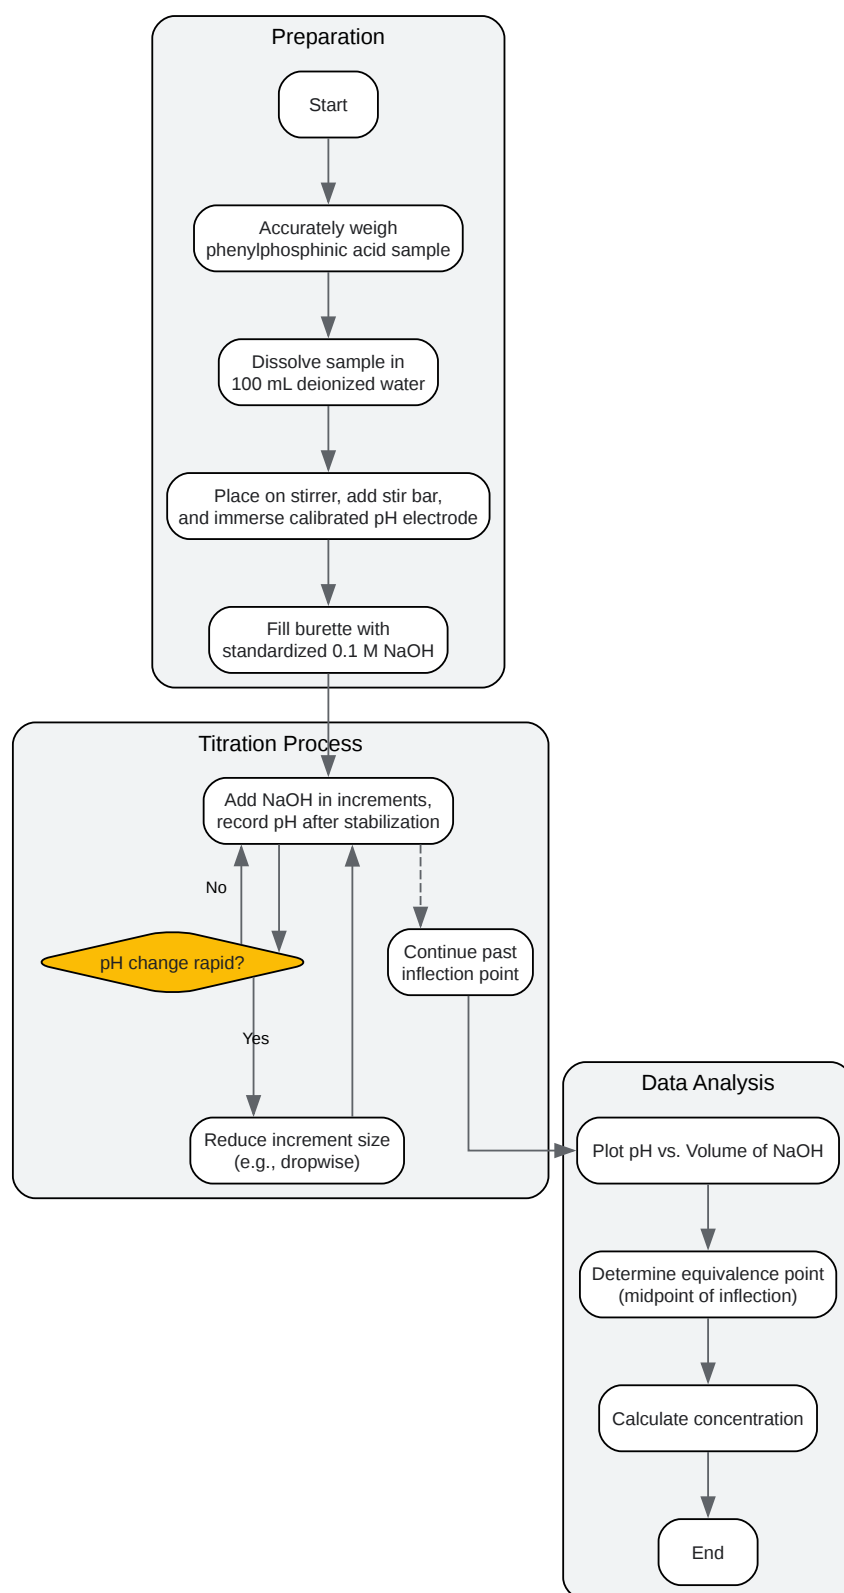 Preparation
Start
Accurately weigh
phenylphosphinic acid sample
Dissolve sample in
100 mL deionized water
Place on stirrer, add stir bar,
and immerse calibrated pH electrode
Fill burette with
standardized 0.1 M NaOH
Titration Process
Add NaOH in increments,
record pH after stabilization
No
pH change rapid?
Continue past
inflection point
Yes
Reduce increment size
(e.g., dropwise)
Data Analysis
Plot pH vs. Volume of NaOH
Determine equivalence point
(midpoint of inflection)
Calculate concentration
End